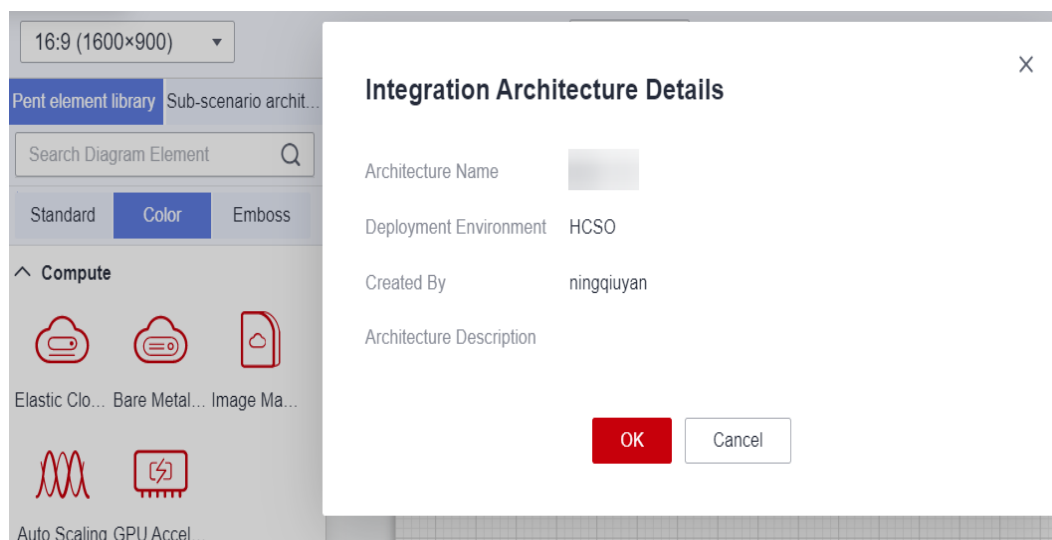 16:9 (1600×900)
Pent element library Sub-scenario archit...
Search Diagram Element
Standard Color Emboss
Compute
Elastic Clo... Bare Metal... Image Ma...
Auto Scaling GPU Accel...
Integration Architecture Details
Architecture Name
Deployment Environment HCSO
Created By ningqiuyan
Architecture Description
OK Cancel